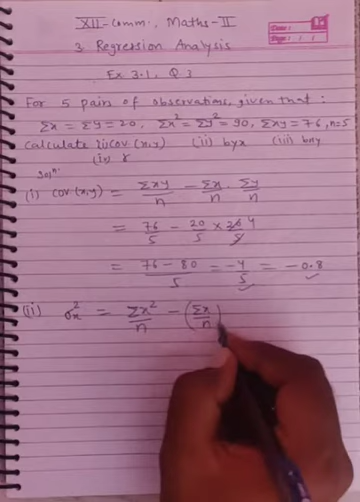 XII-Comm. Maths-II
3. Regression Analysis
Ex. 3.1, Q.3
For 5 pairs of observations, given that :
Σx = Σy = 20, Σx² = Σy² = 90, Σxy = 76, n=5
Calculate (i) cov(x,y) (ii) byx (iii) bxy
(iv) r
Solⁿ
(i) cov(x,y) = Σxy/n - Σx/n · Σy/n
= 76/5 - 20/5 × 20/5 4
= 76 - 80/5 = -4/5 = -0.8
(ii) σx² = Σx²/n - (Σx/n)